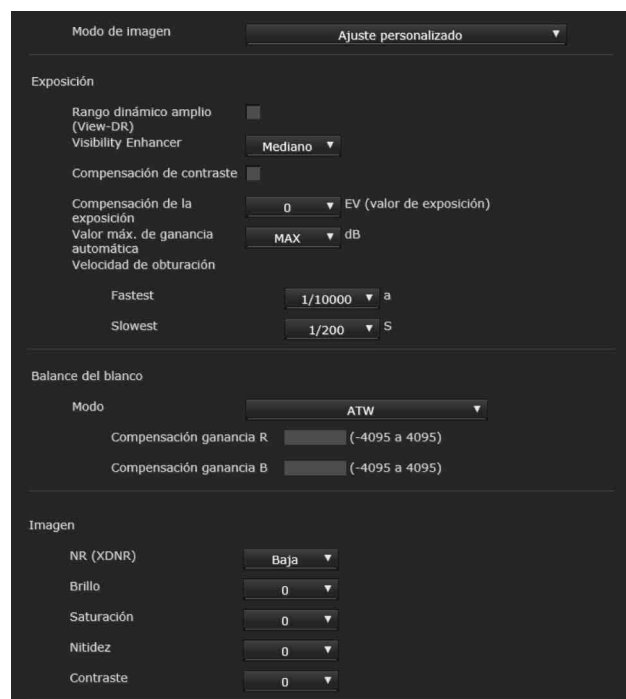 Modo de imagen Ajuste personalizado
Exposición
Rango dinámico amplio
(View-DR)
Visibility Enhancer Mediano
Compensación de contraste
Compensación de la
exposición 0 EV (valor de exposición)
Valor máx. de ganancia
automática MAX dB
Velocidad de obturación
Fastest 1/10000 a
Slowest 1/200 S
Balance del blanco
Modo ATW
Compensación ganancia R (-4095 a 4095)
Compensación ganancia B (-4095 a 4095)
Imagen
NR (XDNR) Baja
Brillo 0
Saturación 0
Nitidez 0
Contraste 0